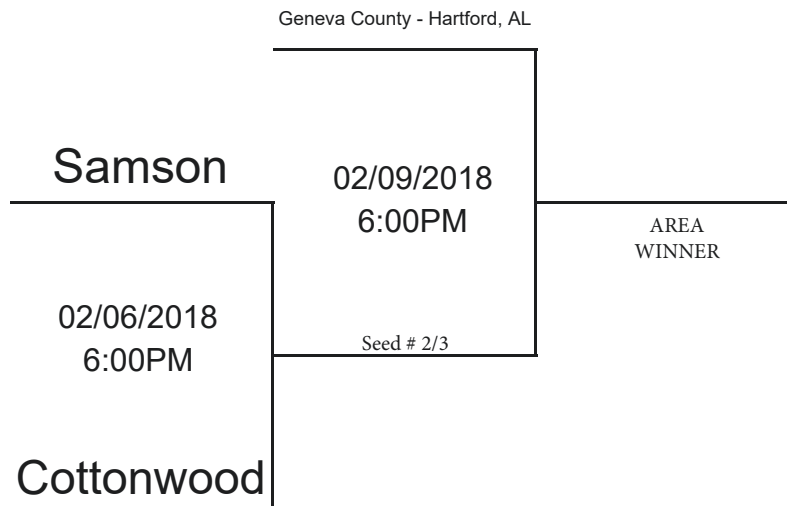 Geneva County - Hartford, AL
Samson
02/09/2018
6:00PM
AREA
WINNER
02/06/2018
6:00PM
Seed # 2/3
Cottonwood